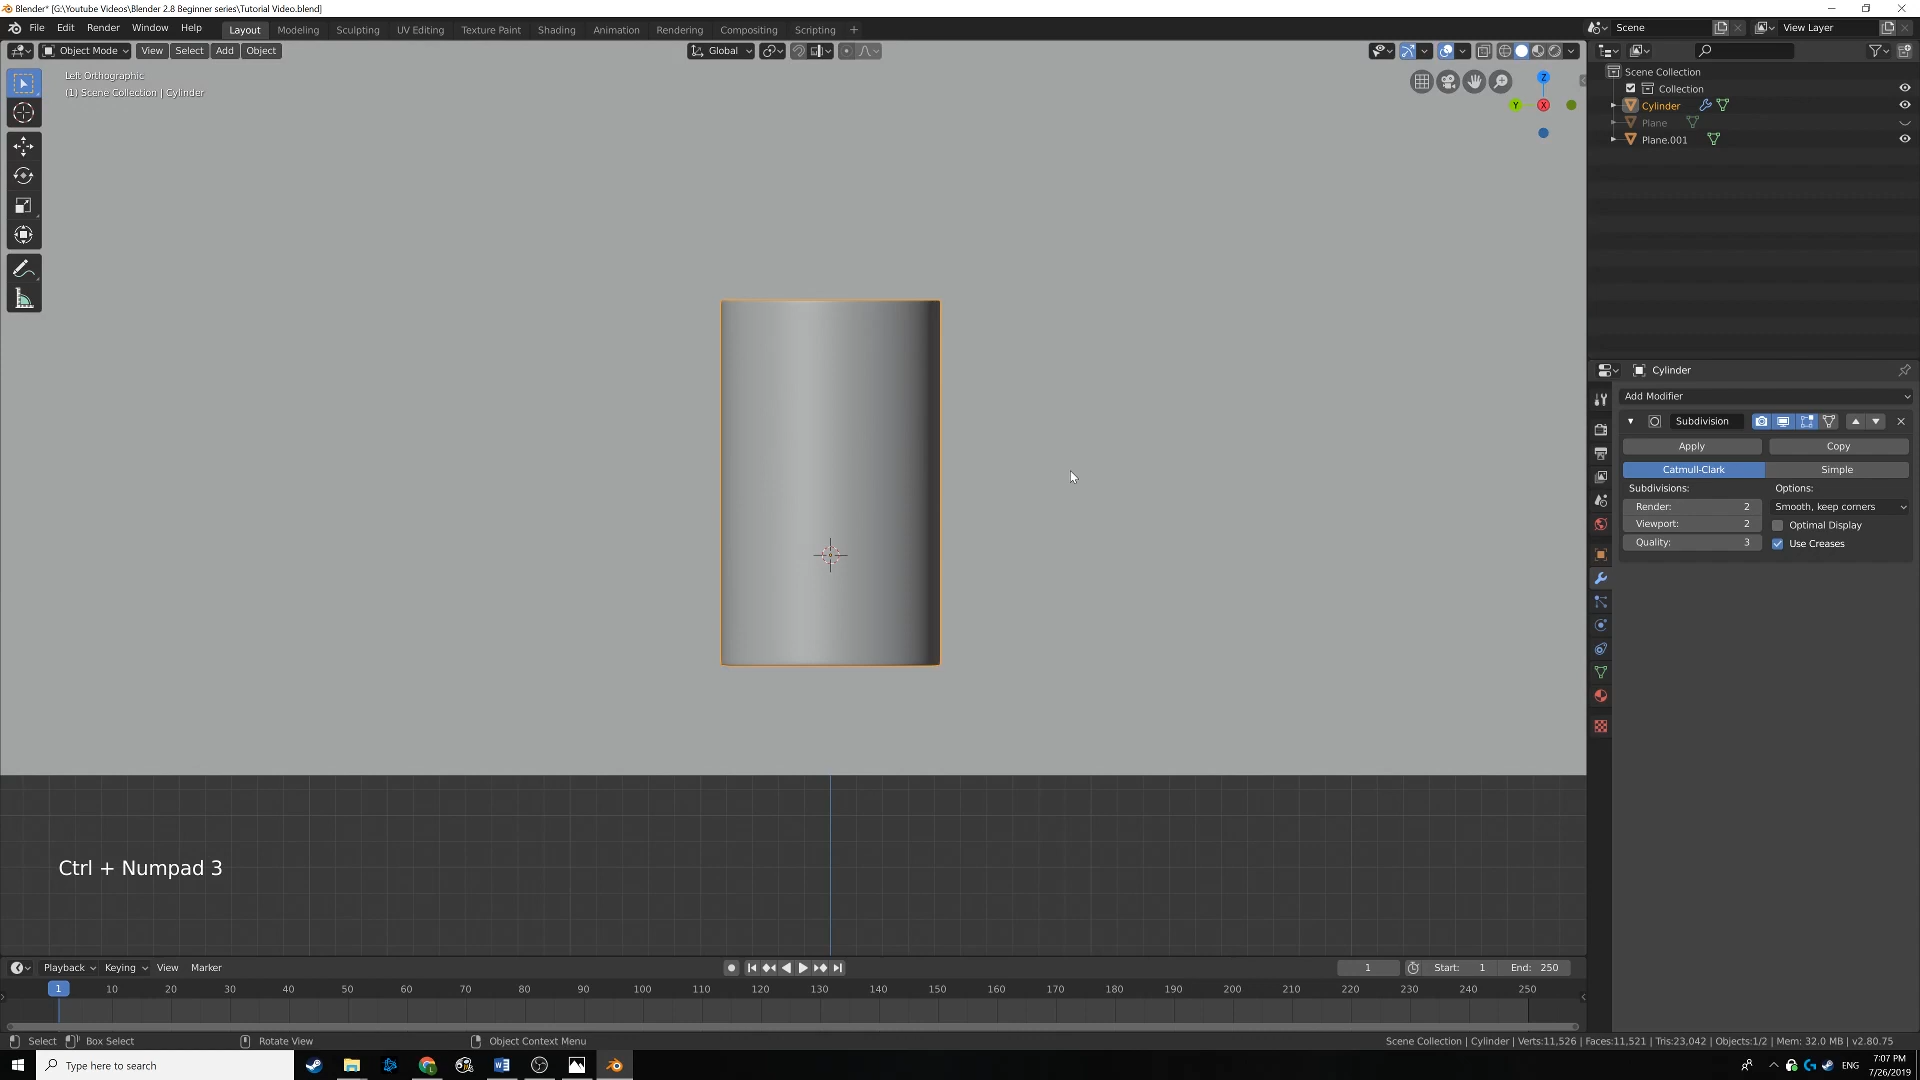 Blender* [G:\Youtube Videos\Blender 2.8 Beginner series\Tutorial Video.blend]
File Edit Render Window Help Layout Modeling Sculpting UV Editing Texture Paint Shading Animation Rendering Compositing Scripting Scene View Layer
Object Mode View Select Add Object Global
Left Orthographic
(1) Scene Collection | Cylinder
Z
Y X
Scene Collection
Collection
Cylinder
Plane
Plane.001
Cylinder
Add Modifier
Subdivision
Apply Copy
Catmull-Clark Simple
Subdivisions: Options:
Render: 2 Smooth, keep corners
Viewport: 2 Optimal Display
Quality: 3 Use Creases
Ctrl + Numpad 3
Playback Keying View Marker 1 Start: 1 End: 250
1 10 20 30 40 50 60 70 80 90 100 110 120 130 140 150 160 170 180 190 200 210 220 230 240 250
Select Box Select Rotate View Object Context Menu Scene Collection | Cylinder | Verts:11,526 | Faces:11,521 | Tris:23,042 | Objects:1/2 | Mem: 32.0 MB | v2.80.75
Type here to search ENG 7:07 PM
7/26/2019